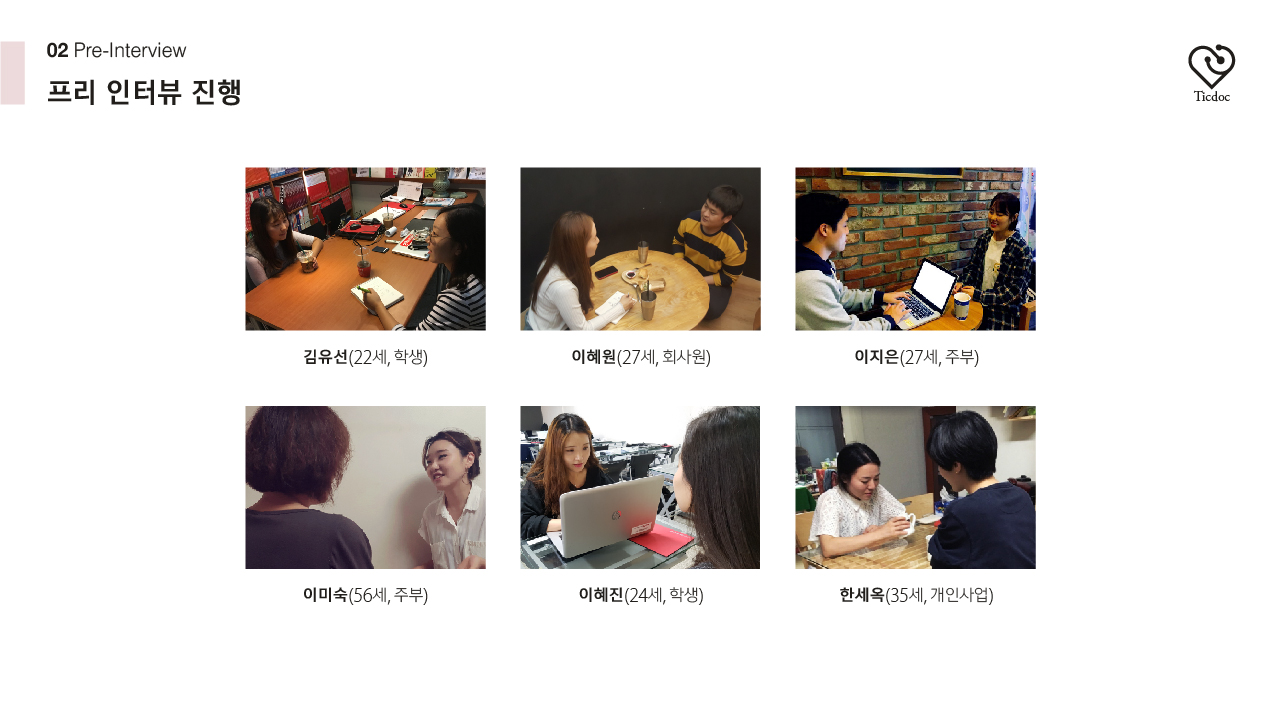 02 Pre-Interview
프리 인터뷰 진행
Ticdoc
김유선(22세, 학생)
이혜원(27세, 회사원)
이지은(27세, 주부)
이미숙(56세, 주부)
이혜진(24세, 학생)
한세옥(35세, 개인사업)